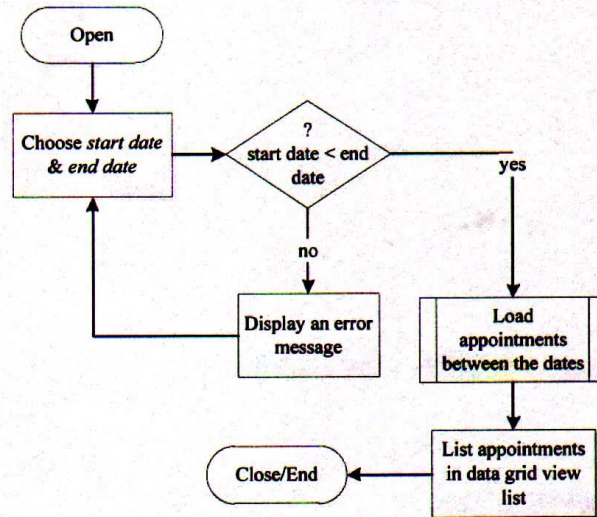 Open
Choose start date
& end date
?
start date < end
date
yes
no
Display an error
message
Load
appointments
between the dates
List appointments
in data grid view
list
Close/End